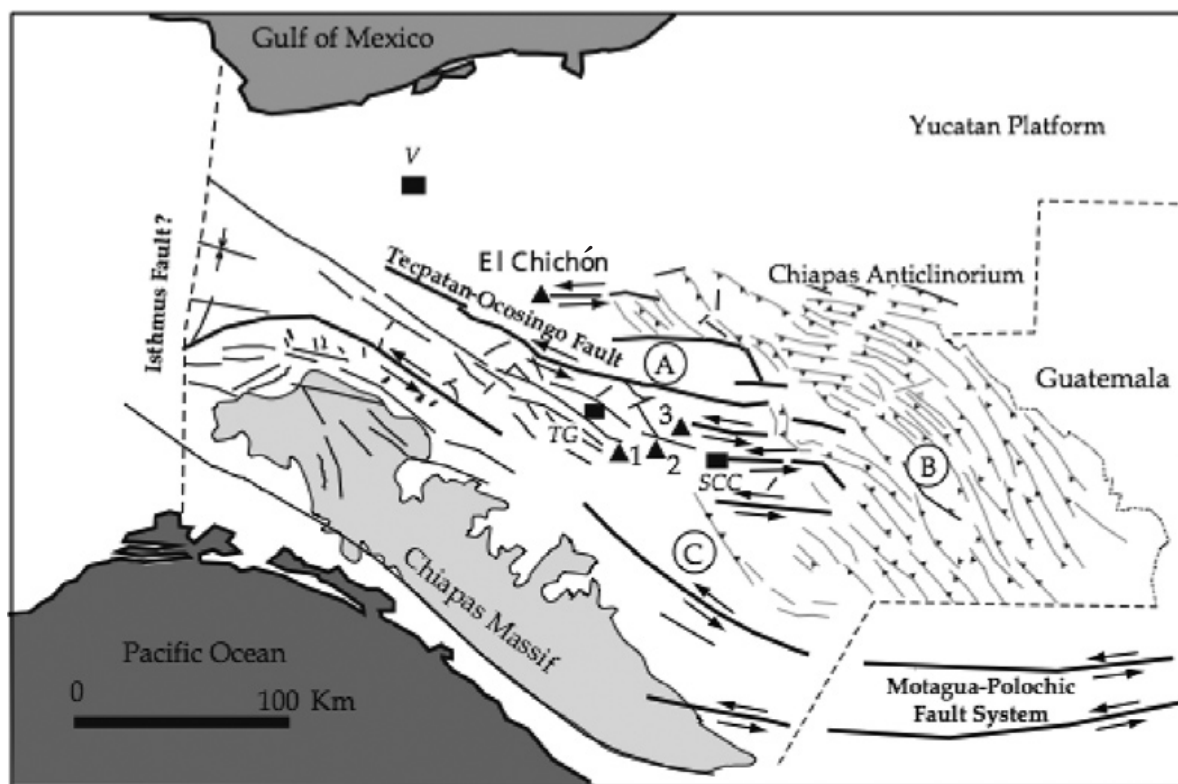 Gulf of Mexico
Yucatan Platform
V
Isthmus Fault?
El Chichón
Chiapas Anticlinorium
Tecpatan-Ocosingo Fault
A
Guatemala
TG
3
1
2
SCC
B
C
Chiapas Massif
Pacific Ocean
0
100 Km
Motagua-Polochic
Fault System